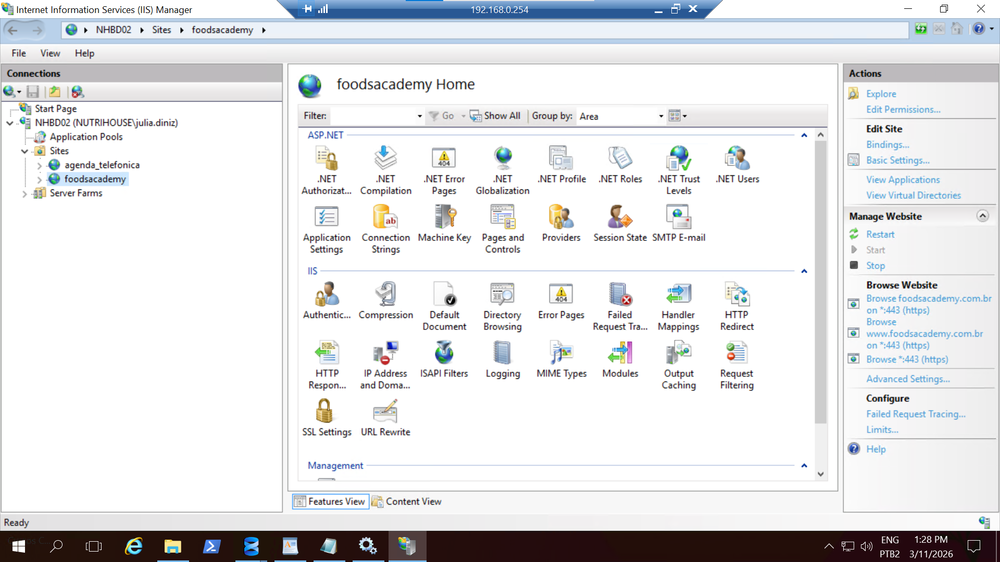 Internet Information Services (IIS) Manager
192.168.0.254
NHBD02
Sites
foodsacademy
File
View
Help
Connections
Start Page
NHBD02 (NUTRIHOUSE\julia.diniz)
Application Pools
Sites
agenda_telefonica
foodsacademy
Server Farms
foodsacademy Home
Filter:
Go
Show All
Group by:
Area
ASP.NET
.NET
Authorizat...
.NET
Compilation
.NET Error
Pages
.NET
Globalization
.NET Profile
.NET Roles
.NET Trust
Levels
.NET Users
Application
Settings
Connection
Strings
Machine Key
Pages and
Controls
Providers
Session State
SMTP E-mail
IIS
Authentic...
Compression
Default
Document
Directory
Browsing
Error Pages
Failed
Request Tra...
Handler
Mappings
HTTP
Redirect
HTTP
Respon...
IP Address
and Doma...
ISAPI Filters
Logging
MIME Types
Modules
Output
Caching
Request
Filtering
SSL Settings
URL Rewrite
Management
Features View
Content View
Actions
Explore
Edit Permissions...
Edit Site
Bindings...
Basic Settings...
View Applications
View Virtual Directories
Manage Website
Restart
Start
Stop
Browse Website
Browse foodsacademy.com.br
on *:443 (https)
Browse
www.foodsacademy.com.br
on *:443 (https)
Browse *:443 (https)
Advanced Settings...
Configure
Failed Request Tracing...
Limits...
Help
Ready
ENG
PTB2
1:28 PM
3/11/2026